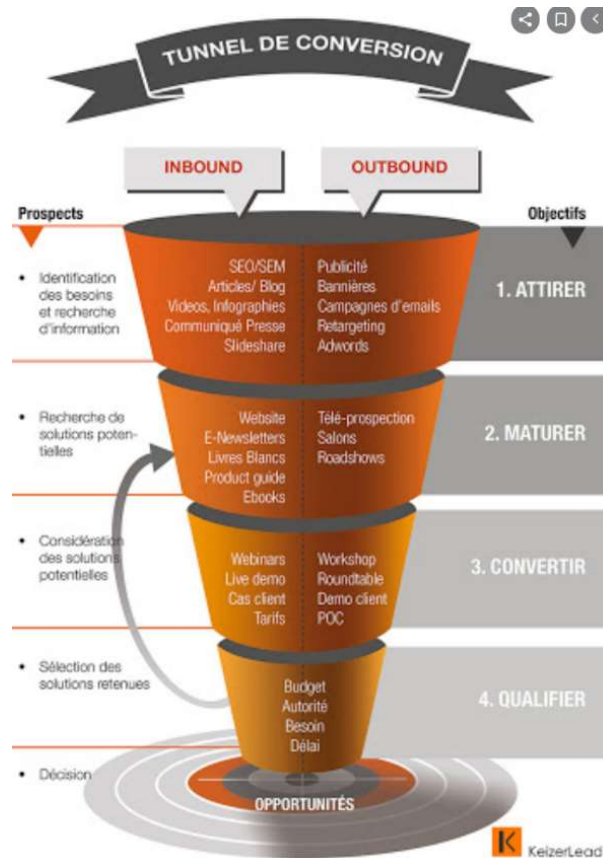 TUNNEL DE CONVERSION
INBOUND
OUTBOUND
Prospects
Objectifs
• Identification
des besoins
et recherche
d'information
SEO/SEM
Articles/ Blog
Videos, Infographies
Communiqué Presse
Slideshare
Publicité
Bannières
Campagnes d'emails
Retargeting
Adwords
1. ATTIRER
• Recherche de
solutions poten-
tielles
Website
E-Newsletters
Livres Blancs
Product guide
Ebooks
Télé-prospection
Salons
Roadshows
2. MATURER
• Considération
des solutions
potentielles
Webinars
Live demo
Cas client
Tarifs
Workshop
Roundtable
Demo client
POC
3. CONVERTIR
• Sélection des
solutions retenues
Budget
Autorité
Besoin
Délai
4. QUALIFIER
• Décision
OPPORTUNITÉS
K KeizerLead